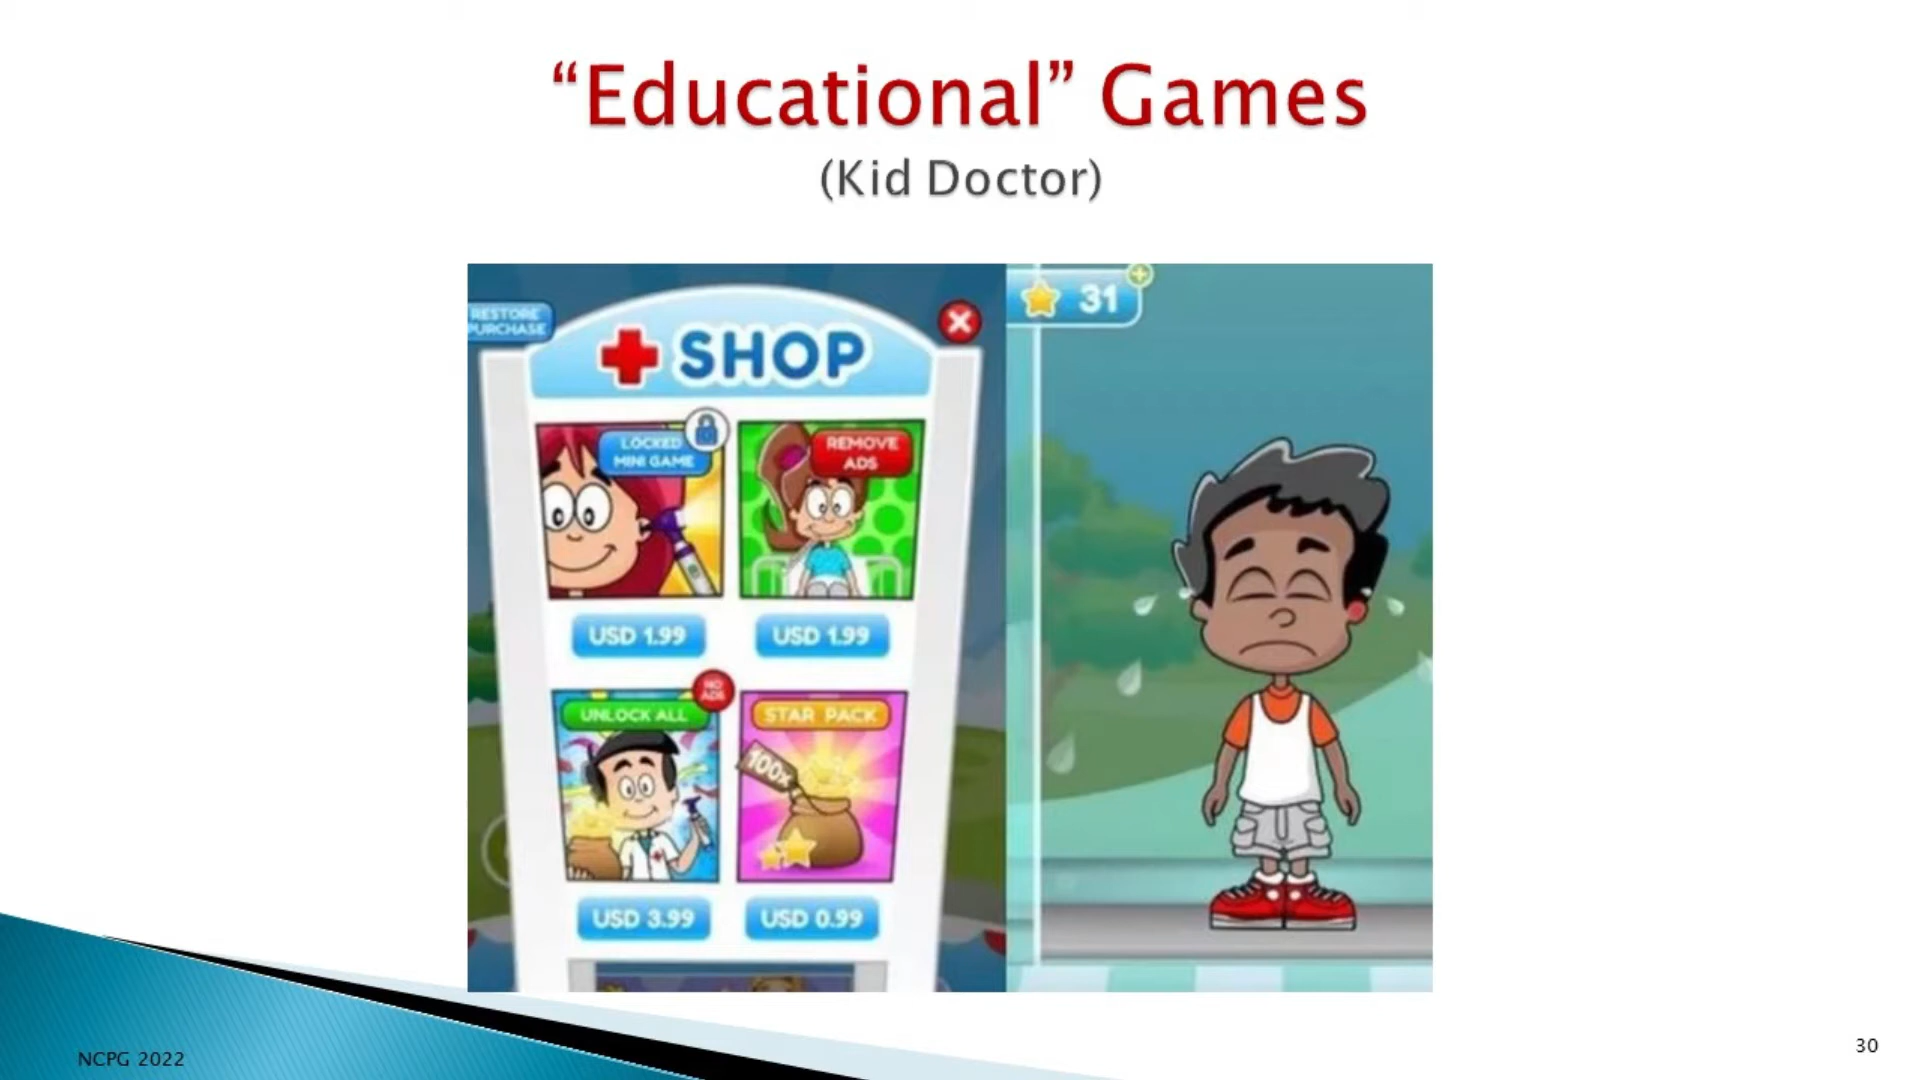 “Educational” Games
(Kid Doctor)
RESTORE
PURCHASE
SHOP
31
LOCKED
MINI GAME
REMOVE
ADS
USD 1.99
USD 1.99
NO
ADS
UNLOCK ALL
STAR PACK
100x
USD 3.99
USD 0.99
NCPG 2022
30